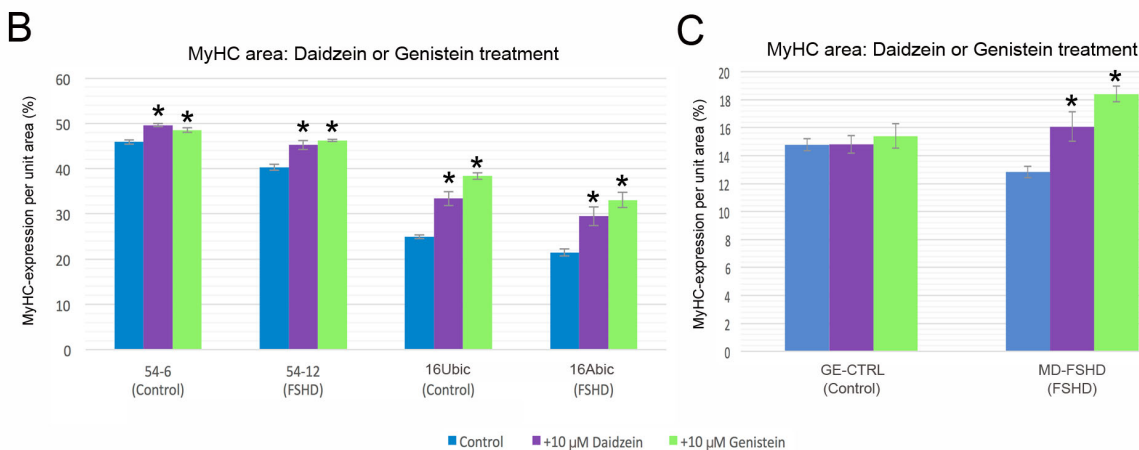 B
MyHC area: Daidzein or Genistein treatment
MyHC-expression per unit area (%)
60
50
40
30
20
10
0
* * * * * * * *
54-6
(Control)
54-12
(FSHD)
16Ubic
(Control)
16Abic
(FSHD)
C
MyHC area: Daidzein or Genistein treatment
MyHC-expression per unit area (%)
20
18
16
14
12
10
8
6
4
2
0
* *
GE-CTRL
(Control)
MD-FSHD
(FSHD)
Control +10 µM Daidzein +10 µM Genistein